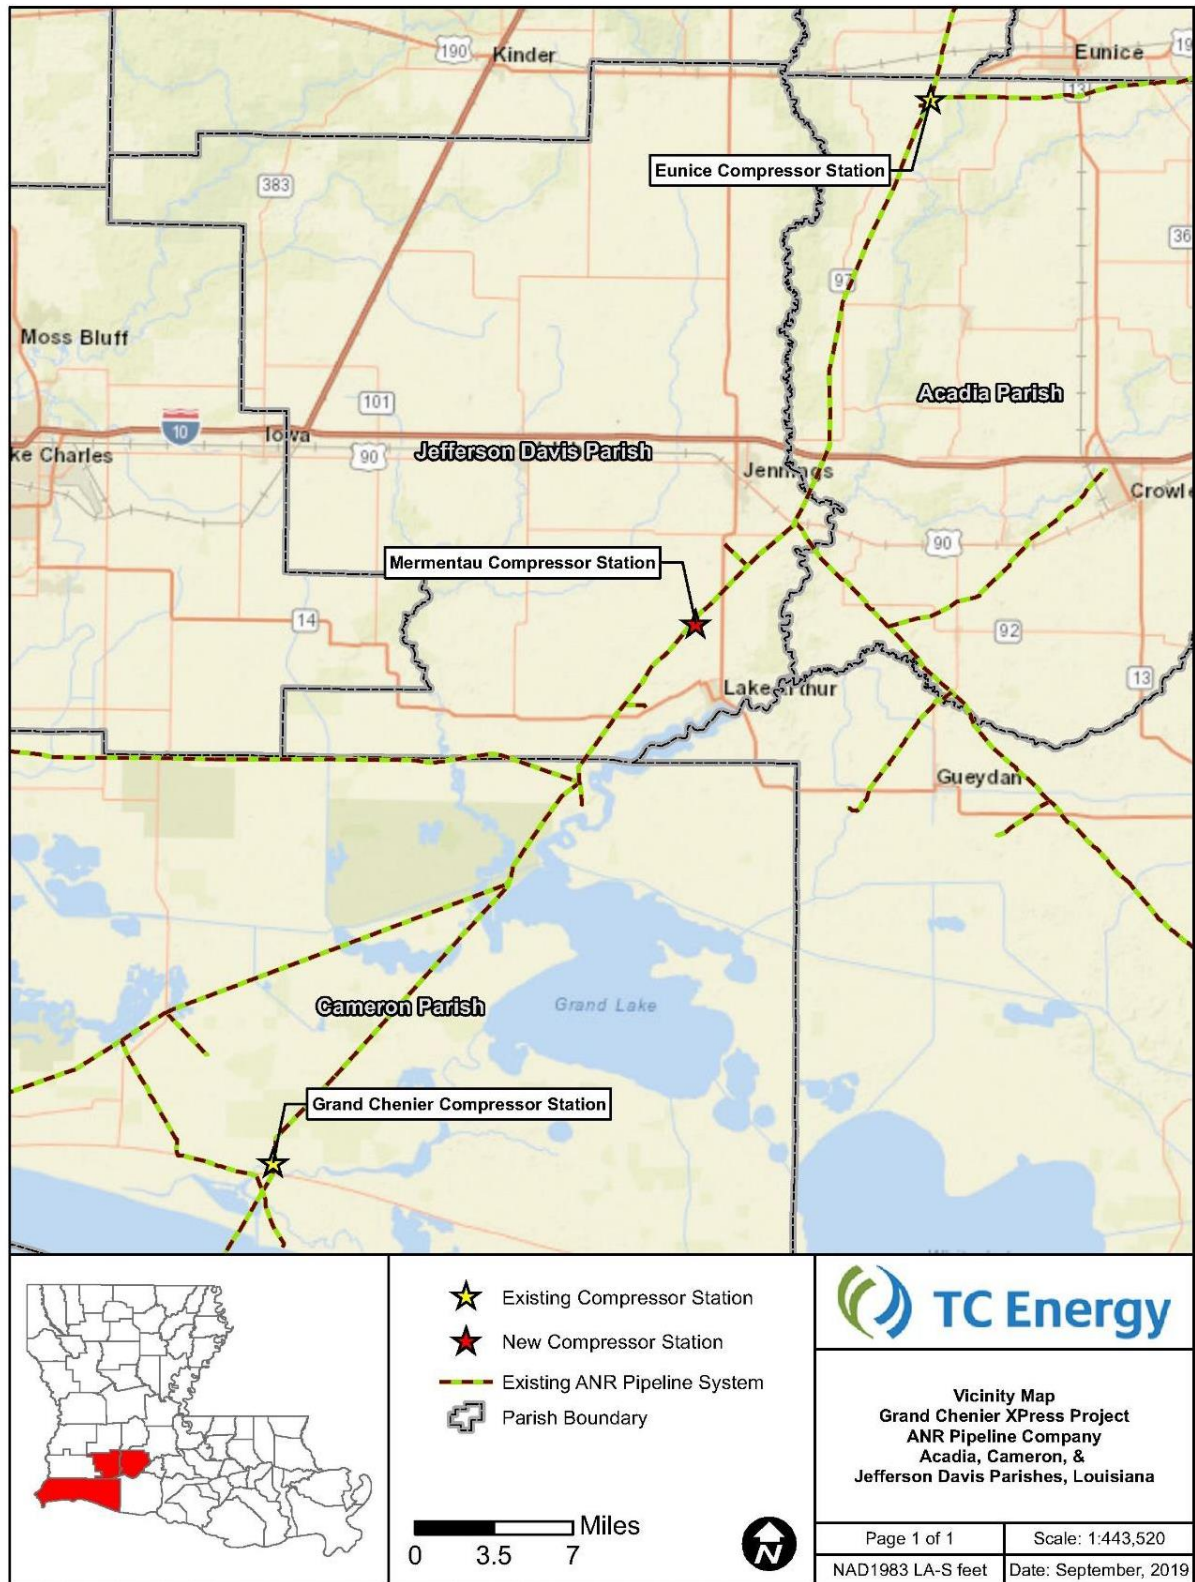 190
Kinder
Eunice
19
13
Eunice Compressor Station
383
36
97
Moss Bluff
Acadia Parish
101
10
Iowa
ke Charles
90
Jefferson Davis Parish
Jennings
Crowle
90
Mermentau Compressor Station
14
92
13
Lake Arthur
Gueydan
Grand Lake
Cameron Parish
Grand Chenier Compressor Station
Existing Compressor Station
New Compressor Station
Existing ANR Pipeline System
Parish Boundary
Miles
0 3.5 7
N
TC Energy
Vicinity Map
Grand Chenier XPress Project
ANR Pipeline Company
Acadia, Cameron, &
Jefferson Davis Parishes, Louisiana
Page 1 of 1
Scale: 1:443,520
NAD1983 LA-S feet
Date: September, 2019